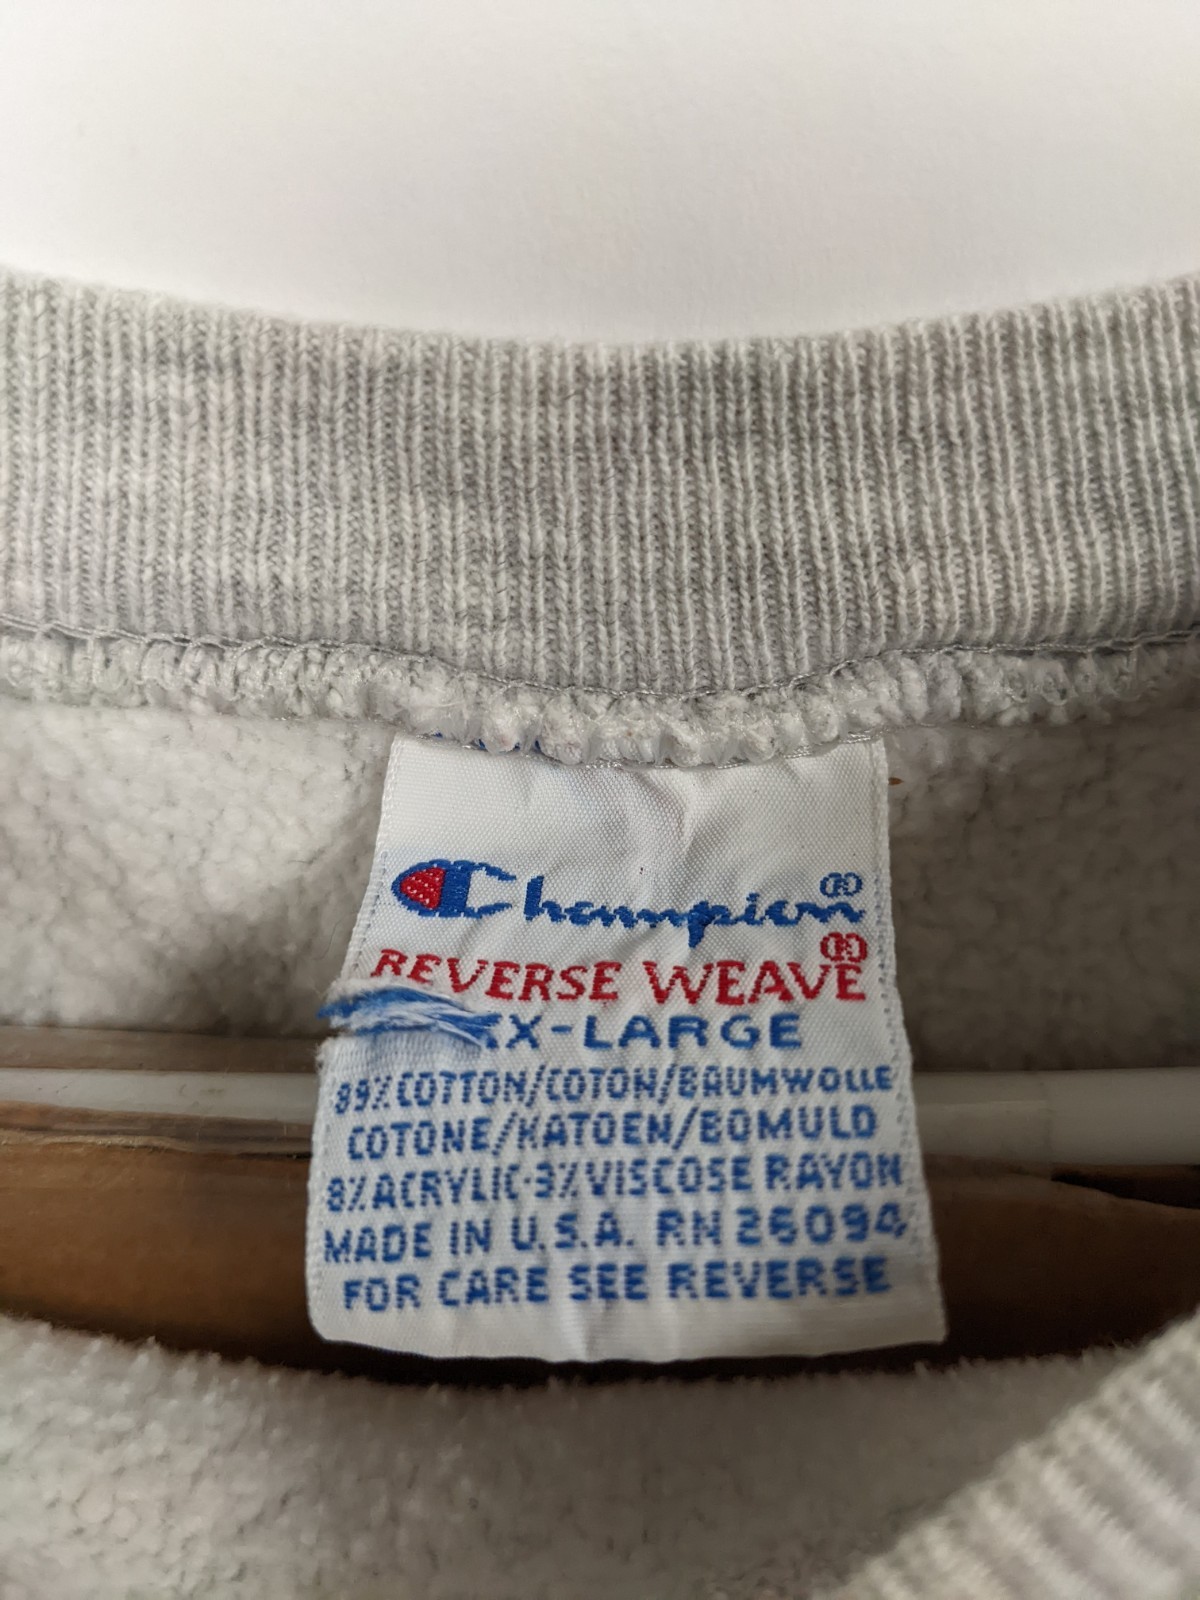 Champion®
REVERSE WEAVE®
X-LARGE
89% COTTON/COTON/BAUMWOLLE
COTONE/KATOEN/BOMULD
8% ACRYLIC·3% VISCOSE RAYON
MADE IN U.S.A. RN 26094
FOR CARE SEE REVERSE